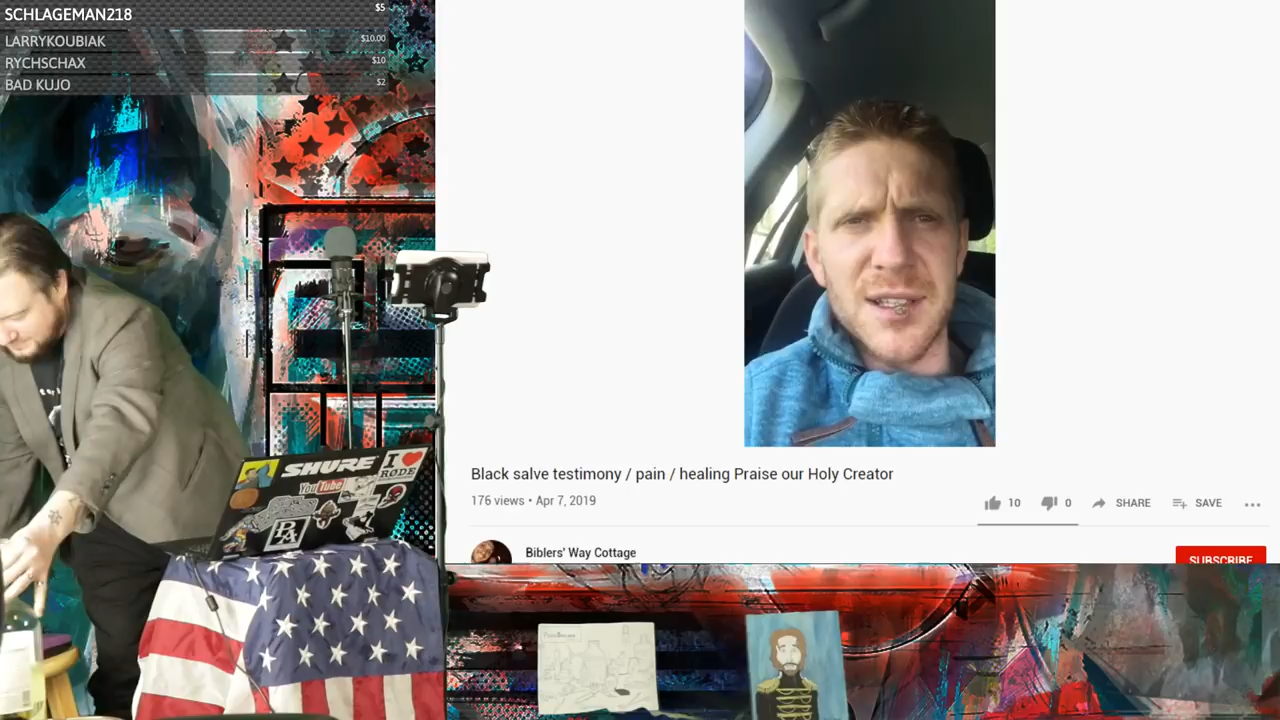 SCHLAGEMAN218 $5
LARRYKOUBIAK $10.00
RYCHSCHAX $10
BAD KUJO $2
SHURE
I
RØDE
YouTube
PA
Black salve testimony / pain / healing Praise our Holy Creator
176 views • Apr 7, 2019
10 0 SHARE SAVE
Biblers' Way Cottage
SUBSCRIBE